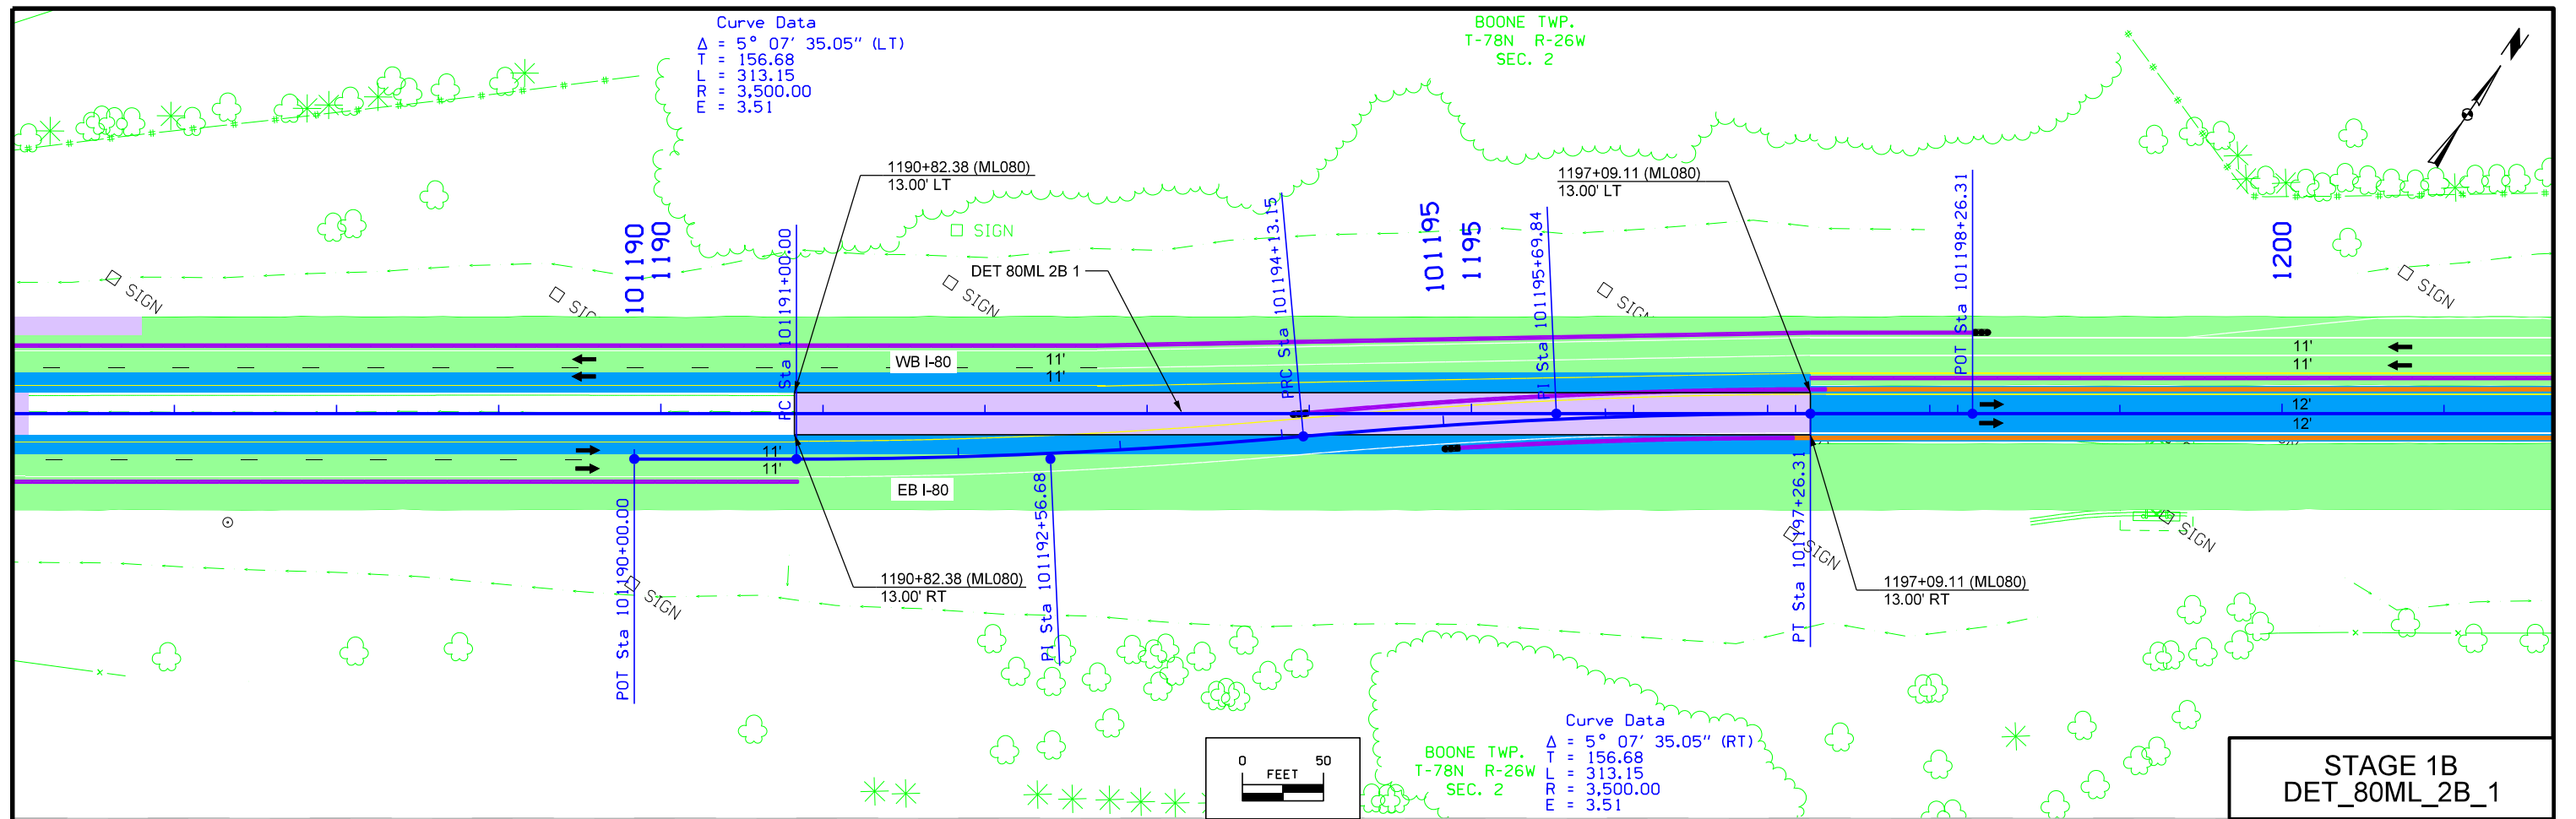 Curve Data
Δ = 5° 07′ 35.05″ (LT)
T = 156.68
L = 313.15
R = 3,500.00
E = 3.51
BOONE TWP.
T-78N R-26W
SEC. 2
N
1190+82.38 (ML080)
13.00' LT
1197+09.11 (ML080)
13.00' LT
101190
1190
PC Sta 101191+00.00
SIGN
DET 80ML 2B 1
PRC Sta 101194+13.15
101195
1195
PI Sta 101195+69.84
POT Sta 101198+26.31
1200
SIGN
SIGN
SIGN
SIGN
SIGN
WB I-80
11'
11'
11'
11'
12'
12'
11'
11'
EB I-80
POT Sta 101190+00.00
SIGN
1190+82.38 (ML080)
13.00' RT
PI Sta 101192+56.68
PT Sta 101197+26.31
SIGN
SIGN
1197+09.11 (ML080)
13.00' RT
0 50
FEET
BOONE TWP.
T-78N R-26W
SEC. 2
Curve Data
Δ = 5° 07′ 35.05″ (RT)
T = 156.68
L = 313.15
R = 3,500.00
E = 3.51
STAGE 1B
DET_80ML_2B_1